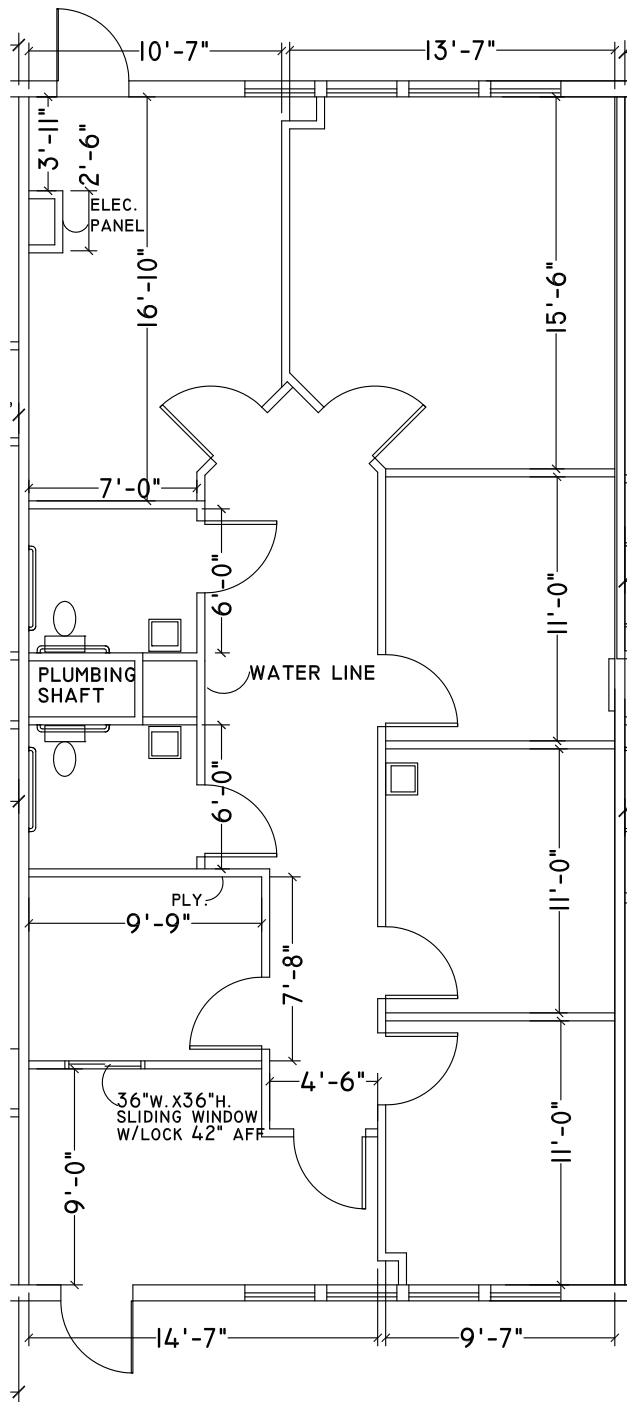 10'-7"
13'-7"
3'-11"
2'-6"
ELEC.
PANEL
16'-10"
15'-6"
7'-0"
6'-0"
11'-0"
PLUMBING
SHAFT
WATER LINE
6'-0"
11'-0"
PLY.
9'-9"
7'-8"
4'-6"
36"W.X36"H.
SLIDING WINDOW
W/LOCK 42" AFF
9'-0"
11'-0"
14'-7"
9'-7"